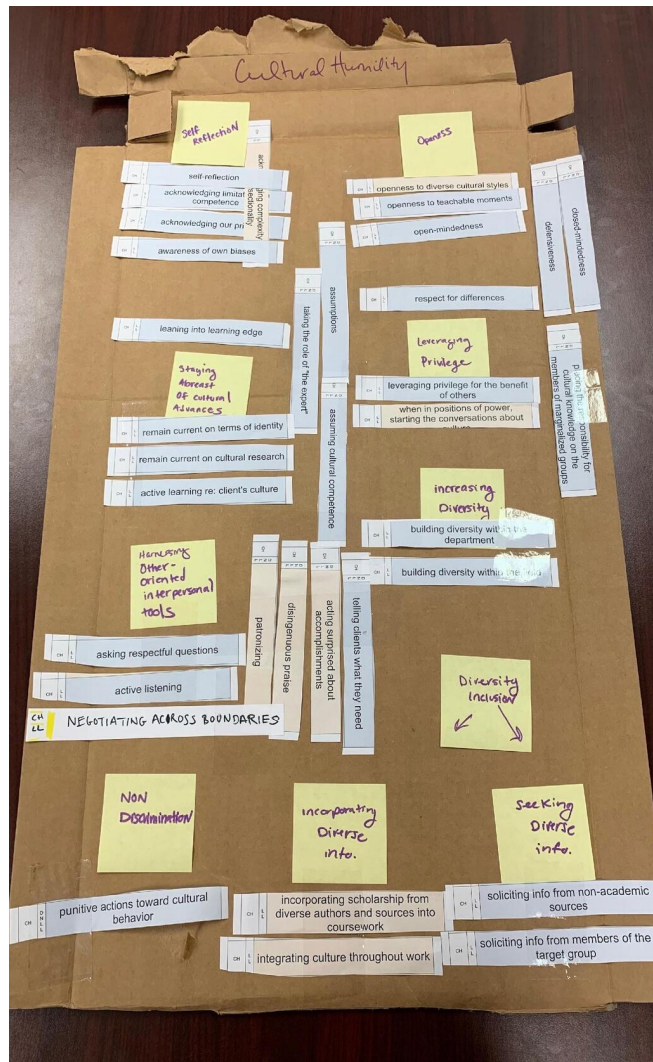 Cultural Humility
Self
Reflection
self-reflection
acknowledging limitat
competence
acknowledging our pri
awareness of own biases
ging complexity
sectionality
Openess
openness to diverse cultural styles
openness to teachable moments
open-mindedness
respect for differences
defensiveness
closed-mindedness
leaning into learning edge
taking the role of "the expert"
assumptions
assuming cultural competence
Leveraging
Privilege
leveraging privilege for the benefit
of others
when in positions of power,
starting the conversations about
responsibility for
cultural knowledge on the
members of marginalized groups
Staying
Abreast
Of Cultural
Advances
remain current on terms of identity
remain current on cultural research
active learning re: client's culture
increasing
Diversity
building diversity within the
department
building diversity within the
Harnessing
Other-
oriented
interpersonal
tools
asking respectful questions
active listening
CH
LL
NEGOTIATING ACROSS BOUNDARIES
patronizing
disingenuous praise
acting surprised about
accomplishments
telling clients what they need
Diversity
Inclusion
NON
DISCRIMINATION
punitive actions toward cultural
behavior
incorporating
Diverse
info.
incorporating scholarship from
diverse authors and sources into
coursework
integrating culture throughout work
Seeking
Diverse
info.
soliciting info from non-academic
sources
soliciting info from members of the
target group